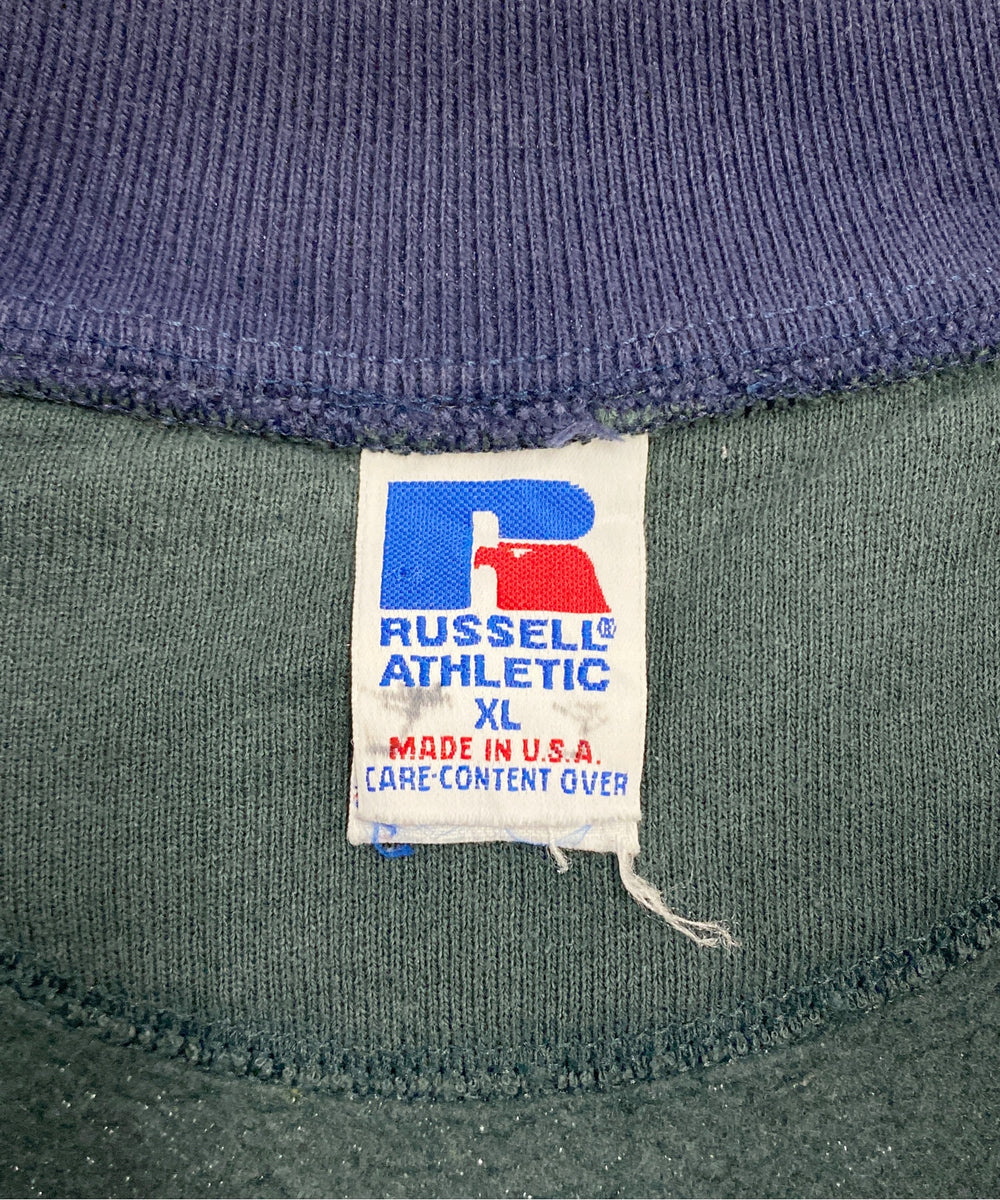 RUSSELL®
ATHLETIC
XL
MADE IN U.S.A.
CARE-CONTENT OVER